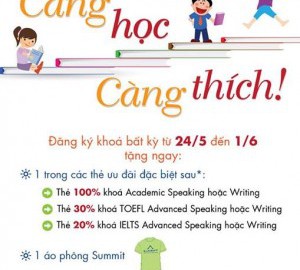 Càng
học
Càng
thích!
Đăng ký khoá bất kỳ từ 24/5 đến 1/6
tặng ngay:
1 trong các thẻ ưu đãi đặc biệt sau*:
Thẻ 100% khoá Academic Speaking hoặc Writing
Thẻ 30% khoá TOEFL Advanced Speaking hoặc Writing
Thẻ 20% khoá IELTS Advanced Speaking hoặc Writing
1 áo phông Summit